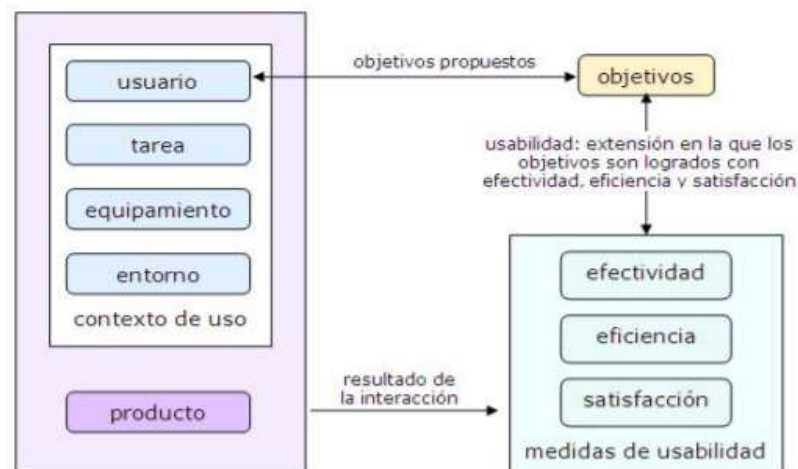 usuario
tarea
equipamiento
entorno
contexto de uso
producto
objetivos propuestos
objetivos
usabilidad: extensión en la que los
objetivos son logrados con
efectividad, eficiencia y satisfacción
resultado de
la interacción
efectividad
eficiencia
satisfacción
medidas de usabilidad